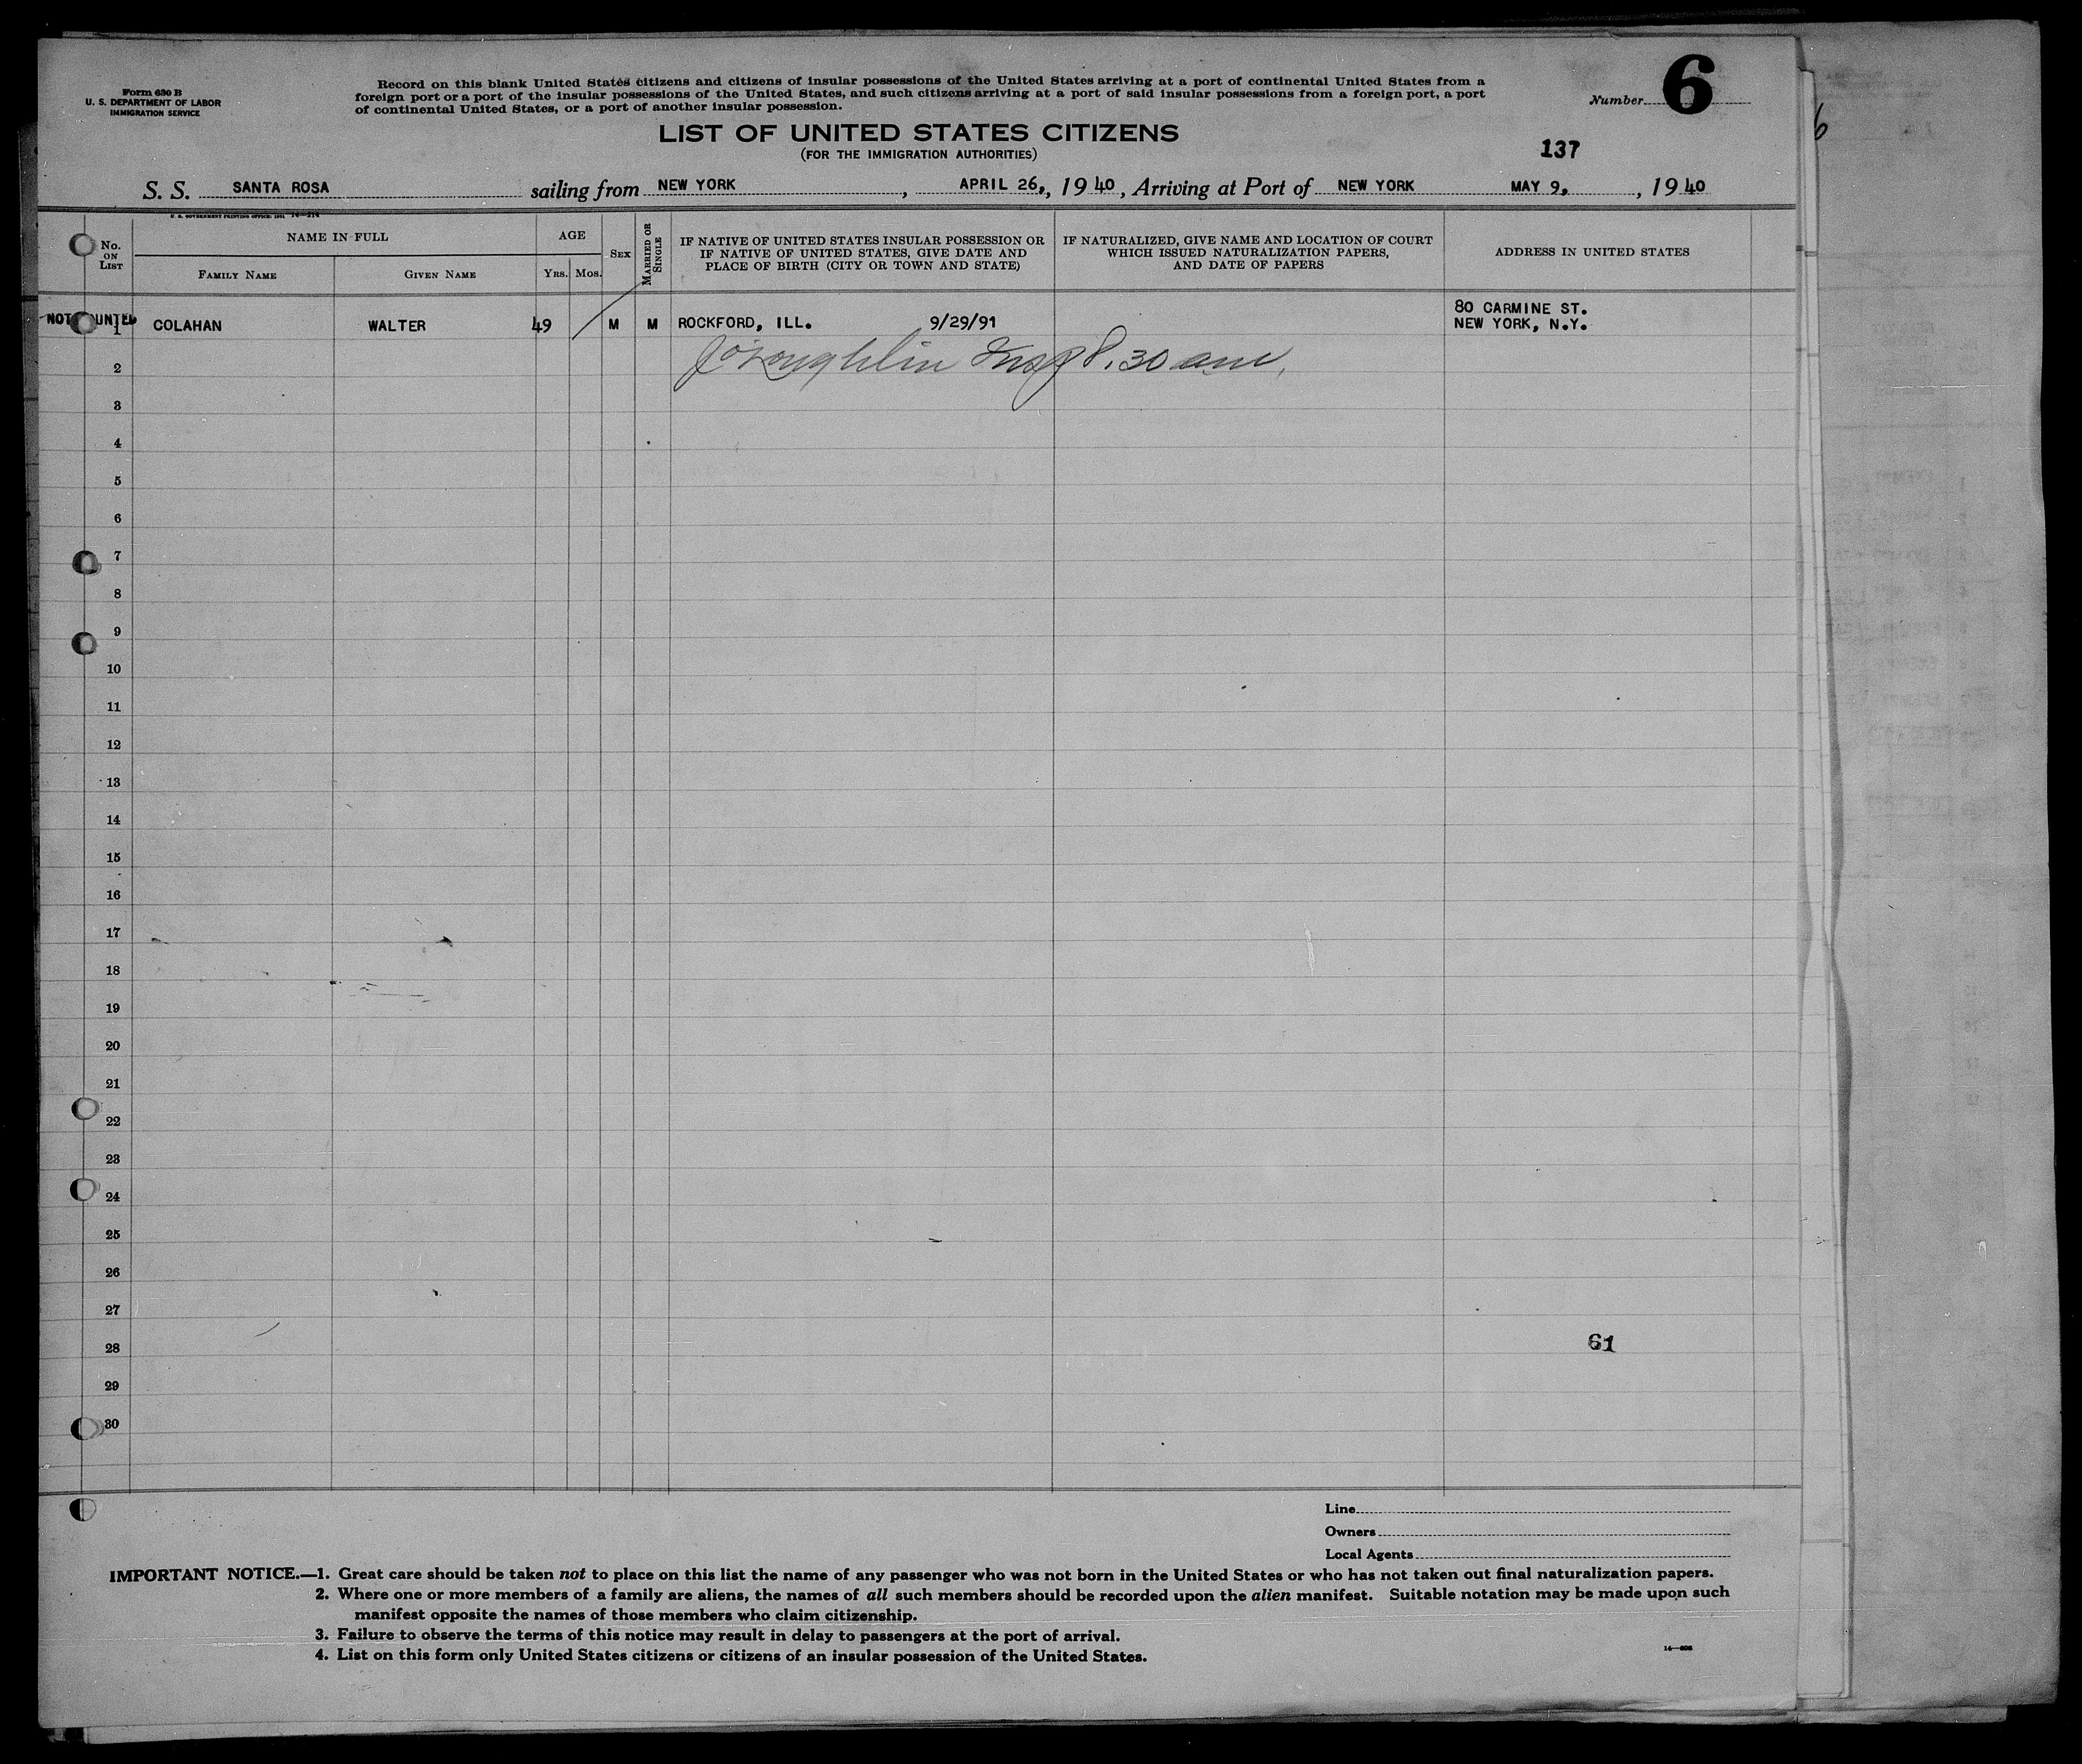 Form 630 B
U. S. DEPARTMENT OF LABOR
IMMIGRATION SERVICE
Record on this blank United States citizens and citizens of insular possessions of the United States arriving at a port of continental United States from a
foreign port or a port of the insular possessions of the United States, and such citizens arriving at a port of said insular possessions from a foreign port, a port
of continental United States, or a port of another insular possession.
Number 6
LIST OF UNITED STATES CITIZENS
(FOR THE IMMIGRATION AUTHORITIES)
137
S. S. SANTA ROSA sailing from NEW YORK, APRIL 26,, 1940, Arriving at Port of NEW YORK MAY 9, , 1940
No. ON LIST
NAME IN FULL
FAMILY NAME
GIVEN NAME
AGE
YRS. MOS.
SEX
MARRIED OR SINGLE
IF NATIVE OF UNITED STATES INSULAR POSSESSION OR
IF NATIVE OF UNITED STATES, GIVE DATE AND
PLACE OF BIRTH (CITY OR TOWN AND STATE)
IF NATURALIZED, GIVE NAME AND LOCATION OF COURT
WHICH ISSUED NATURALIZATION PAPERS,
AND DATE OF PAPERS
ADDRESS IN UNITED STATES
NOT
1 COLAHAN WALTER 49 M M ROCKFORD, ILL. 9/29/91
80 CARMINE ST.
NEW YORK, N.Y.
O'Loughlin Insp 8.30 am,
2
3
4
5
6
7
8
9
10
11
12
13
14
15
16
17
18
19
20
21
22
23
24
25
26
27
28
61
29
30
Line
Owners
Local Agents
IMPORTANT NOTICE.—1. Great care should be taken not to place on this list the name of any passenger who was not born in the United States or who has not taken out final naturalization papers.
2. Where one or more members of a family are aliens, the names of all such members should be recorded upon the alien manifest. Suitable notation may be made upon such
manifest opposite the names of those members who claim citizenship.
3. Failure to observe the terms of this notice may result in delay to passengers at the port of arrival.
4. List on this form only United States citizens or citizens of an insular possession of the United States.